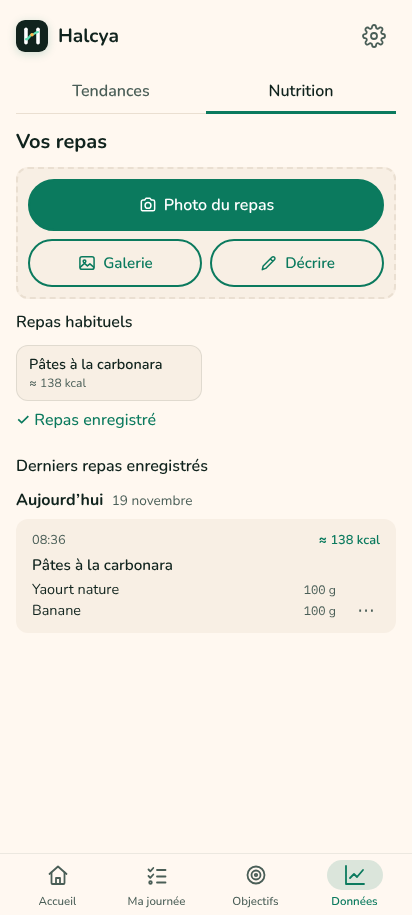 Halcya
Tendances
Nutrition
Vos repas
Photo du repas
Galerie
Décrire
Repas habituels
Pâtes à la carbonara
≈ 138 kcal
✓ Repas enregistré
Derniers repas enregistrés
Aujourd’hui 19 novembre
08:36 ≈ 138 kcal
Pâtes à la carbonara
Yaourt nature 100 g
Banane 100 g ...
Accueil
Ma journée
Objectifs
Données